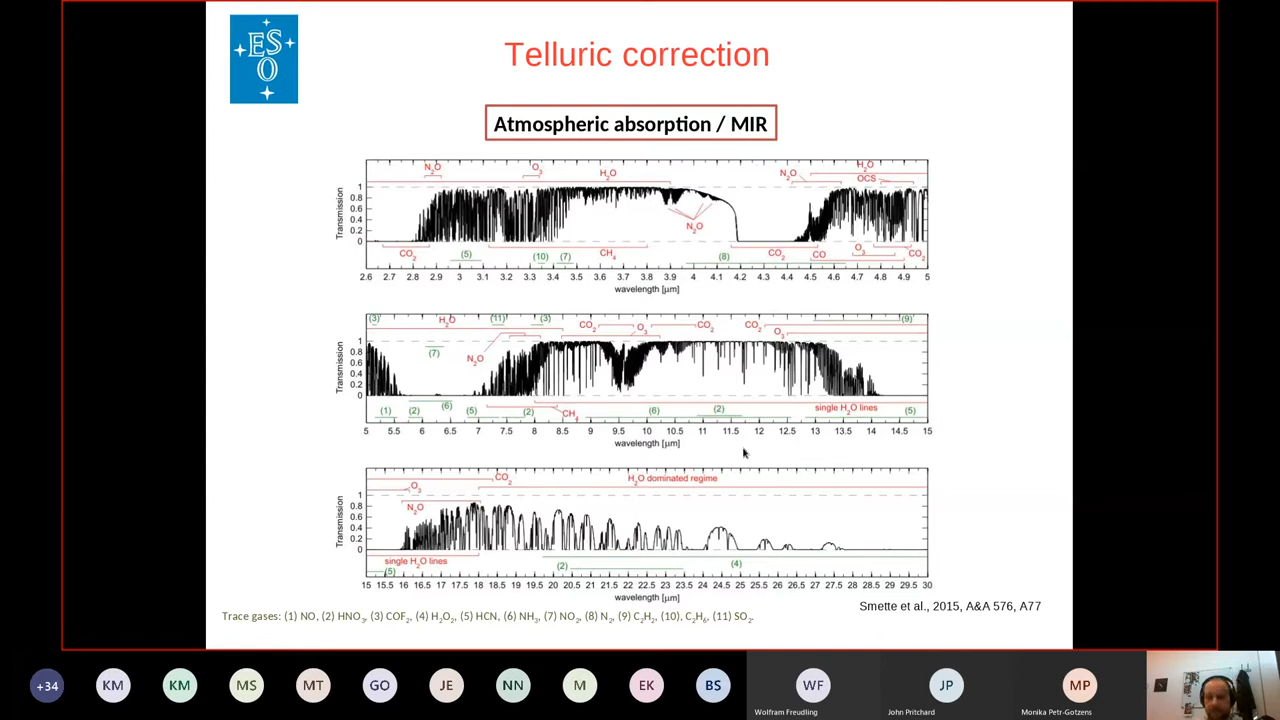 ES
O
Telluric correction
Atmospheric absorption / MIR
N₂O O₃ H₂O N₂O H₂O OCS
Transmission
1
0.8
0.6
0.4
0.2
0
N₂O
CO₂ (5) (10) (7) CH₄ (8) CO₂ CO O₃ CO₂
2.6 2.7 2.8 2.9 3 3.1 3.2 3.3 3.4 3.5 3.6 3.7 3.8 3.9 4 4.1 4.2 4.3 4.4 4.5 4.6 4.7 4.8 4.9 5
wavelength [μm]
(3) H₂O (11) (3) CO₂ O₃ CO₂ CO₂ O₃ (9)
(7) N₂O
Transmission
1
0.8
0.6
0.4
0.2
0
(1) (2) (6) (5) (2) CH₄ (6) (2) single H₂O lines (5)
5 5.5 6 6.5 7 7.5 8 8.5 9 9.5 10 10.5 11 11.5 12 12.5 13 13.5 14 14.5 15
wavelength [μm]
O₃ CO₂ H₂O dominated regime
N₂O
Transmission
1
0.8
0.6
0.4
0.2
0
single H₂O lines
(5) (2) (4)
15 15.5 16 16.5 17 17.5 18 18.5 19 19.5 20 20.5 21 21.5 22 22.5 23 23.5 24 24.5 25 25.5 26 26.5 27 27.5 28 28.5 29 29.5 30
wavelength [μm]
Smette et al., 2015, A&A 576, A77
Trace gases: (1) NO, (2) HNO₃, (3) COF₂, (4) H₂O₂, (5) HCN, (6) NH₃, (7) NO₂, (8) N₂, (9) C₂H₂, (10), C₂H₆, (11) SO₂.
+34 KM KM MS MT GO JE NN M EK BS WF JP MP
Wolfram Freudling John Pritchard Monika Petr-Gotzens